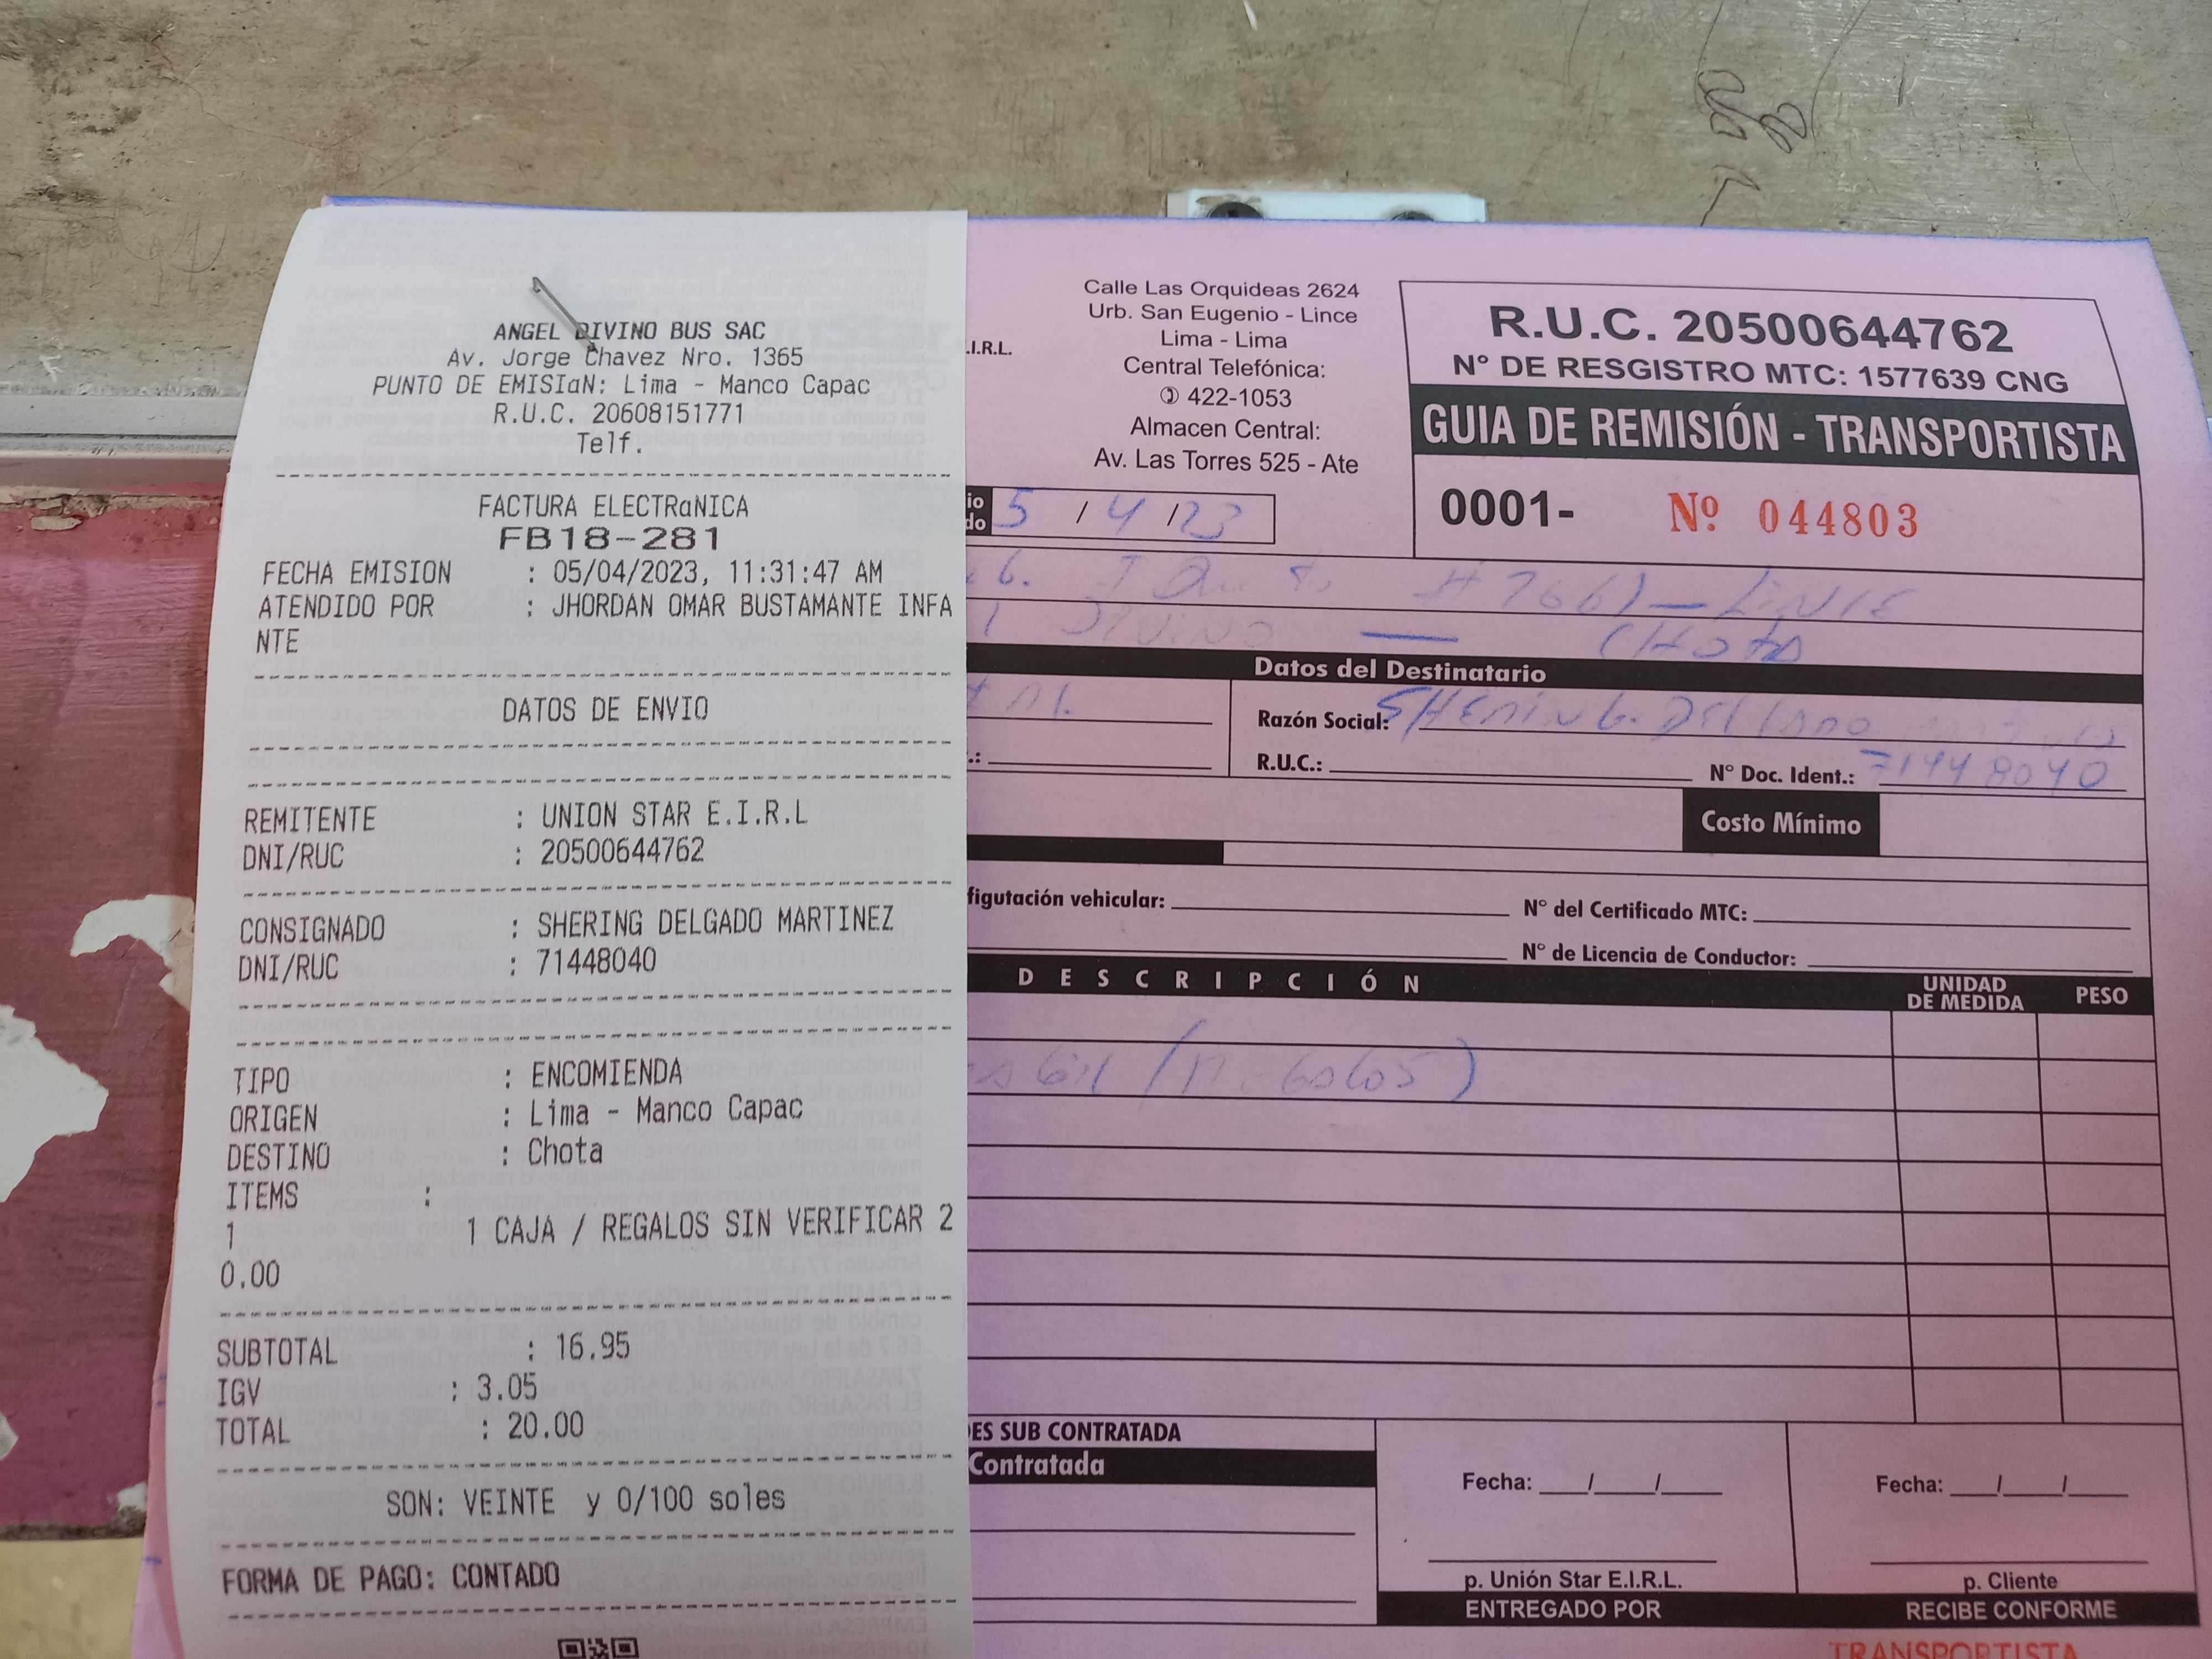 ANGEL DIVINO BUS SAC
Av. Jorge Chavez Nro. 1365
PUNTO DE EMISIαN: Lima - Manco Capac
R.U.C. 20608151771
Telf.
FACTURA ELECTRαNICA
FB18-281
FECHA EMISION : 05/04/2023, 11:31:47 AM
ATENDIDO POR : JHORDAN OMAR BUSTAMANTE INFA
NTE
DATOS DE ENVIO
REMITENTE : UNION STAR E.I.R.L
DNI/RUC : 20500644762
CONSIGNADO : SHERING DELGADO MARTINEZ
DNI/RUC : 71448040
TIPO : ENCOMIENDA
ORIGEN : Lima - Manco Capac
DESTINO : Chota
ITEMS :
1 1 CAJA / REGALOS SIN VERIFICAR 2
0.00
SUBTOTAL : 16.95
IGV : 3.05
TOTAL : 20.00
SON: VEINTE y 0/100 soles
FORMA DE PAGO: CONTADO
.I.R.L.
Calle Las Orquideas 2624
Urb. San Eugenio - Lince
Lima - Lima
Central Telefónica:
✆ 422-1053
Almacen Central:
Av. Las Torres 525 - Ate
R.U.C. 20500644762
N° DE RESGISTRO MTC: 1577639 CNG
GUIA DE REMISIÓN - TRANSPORTISTA
0001- Nº 044803
io
do 5 / 4 / 23
DIVINO — CHOTA
Datos del Destinatario
Razón Social: SHERING DELGADO
.: R.U.C.: N° Doc. Ident.: 71448040
Costo Mínimo
figutación vehicular: N° del Certificado MTC:
N° de Licencia de Conductor:
DESCRIPCIÓN UNIDAD DE MEDIDA PESO
ES SUB CONTRATADA
Contratada
Fecha: / / Fecha: / /
p. Unión Star E.I.R.L. p. Cliente
ENTREGADO POR RECIBE CONFORME
TRANSPORTISTA